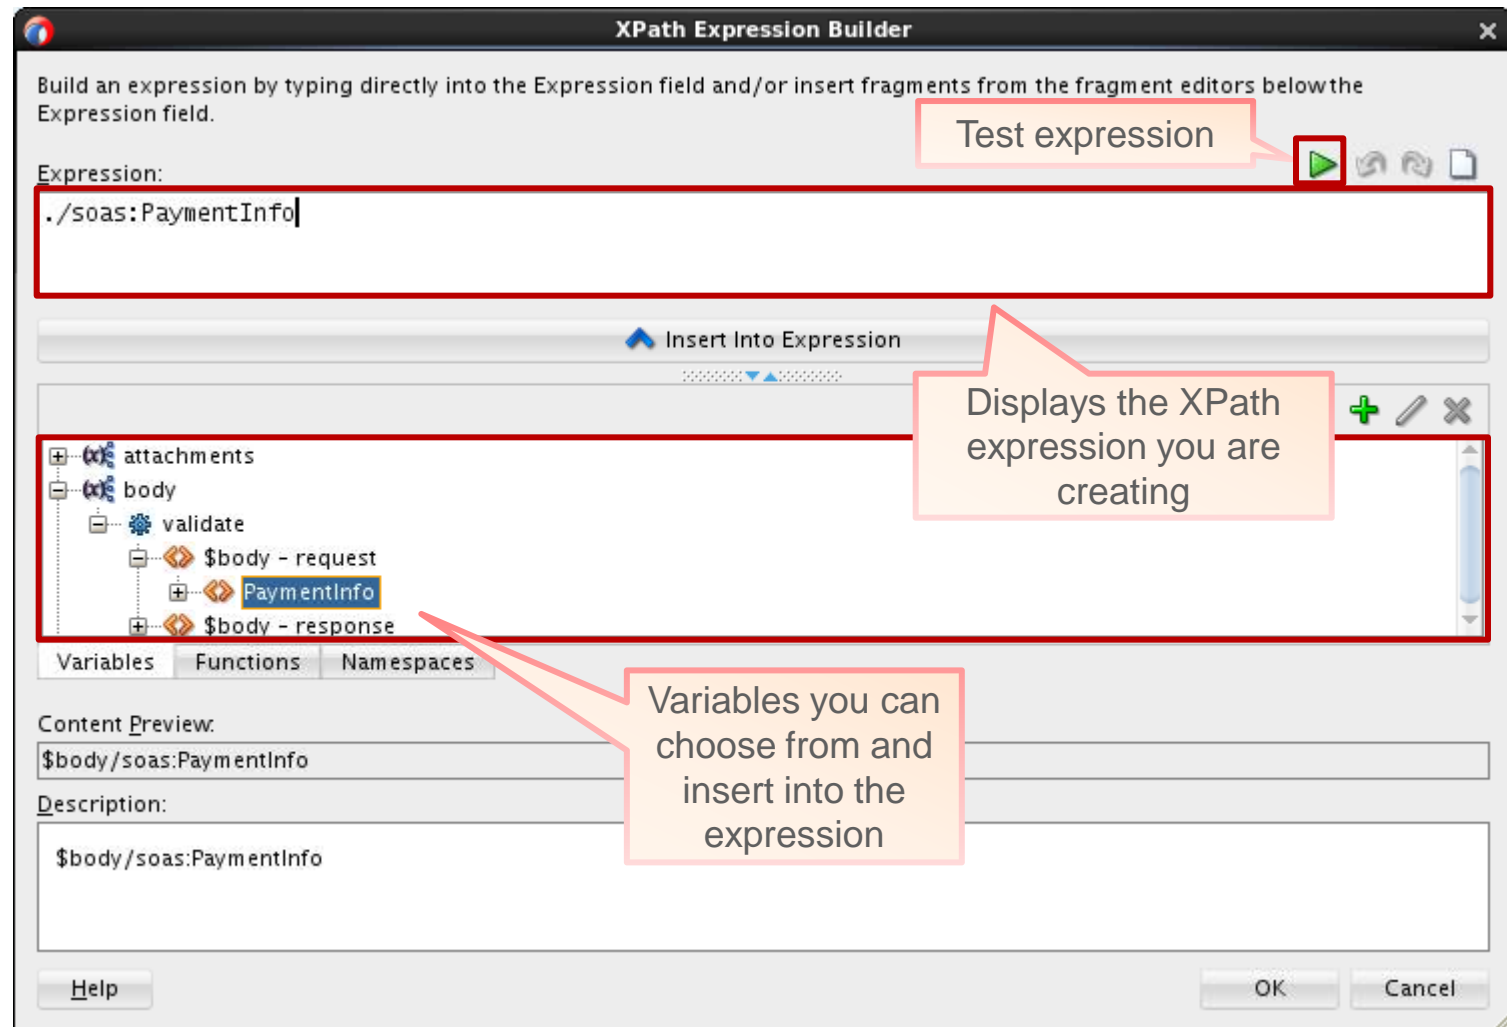 XPath Expression Builder
Build an expression by typing directly into the Expression field and/or insert fragments from the fragment editors below the
Expression field.
Test expression
Expression:
./soas:PaymentInfo
Insert Into Expression
Displays the XPath
expression you are
creating
attachments
body
validate
$body - request
PaymentInfo
$body - response
Variables Functions Namespaces
Variables you can
choose from and
insert into the
expression
Content Preview:
$body/soas:PaymentInfo
Description:
$body/soas:PaymentInfo
Help OK Cancel